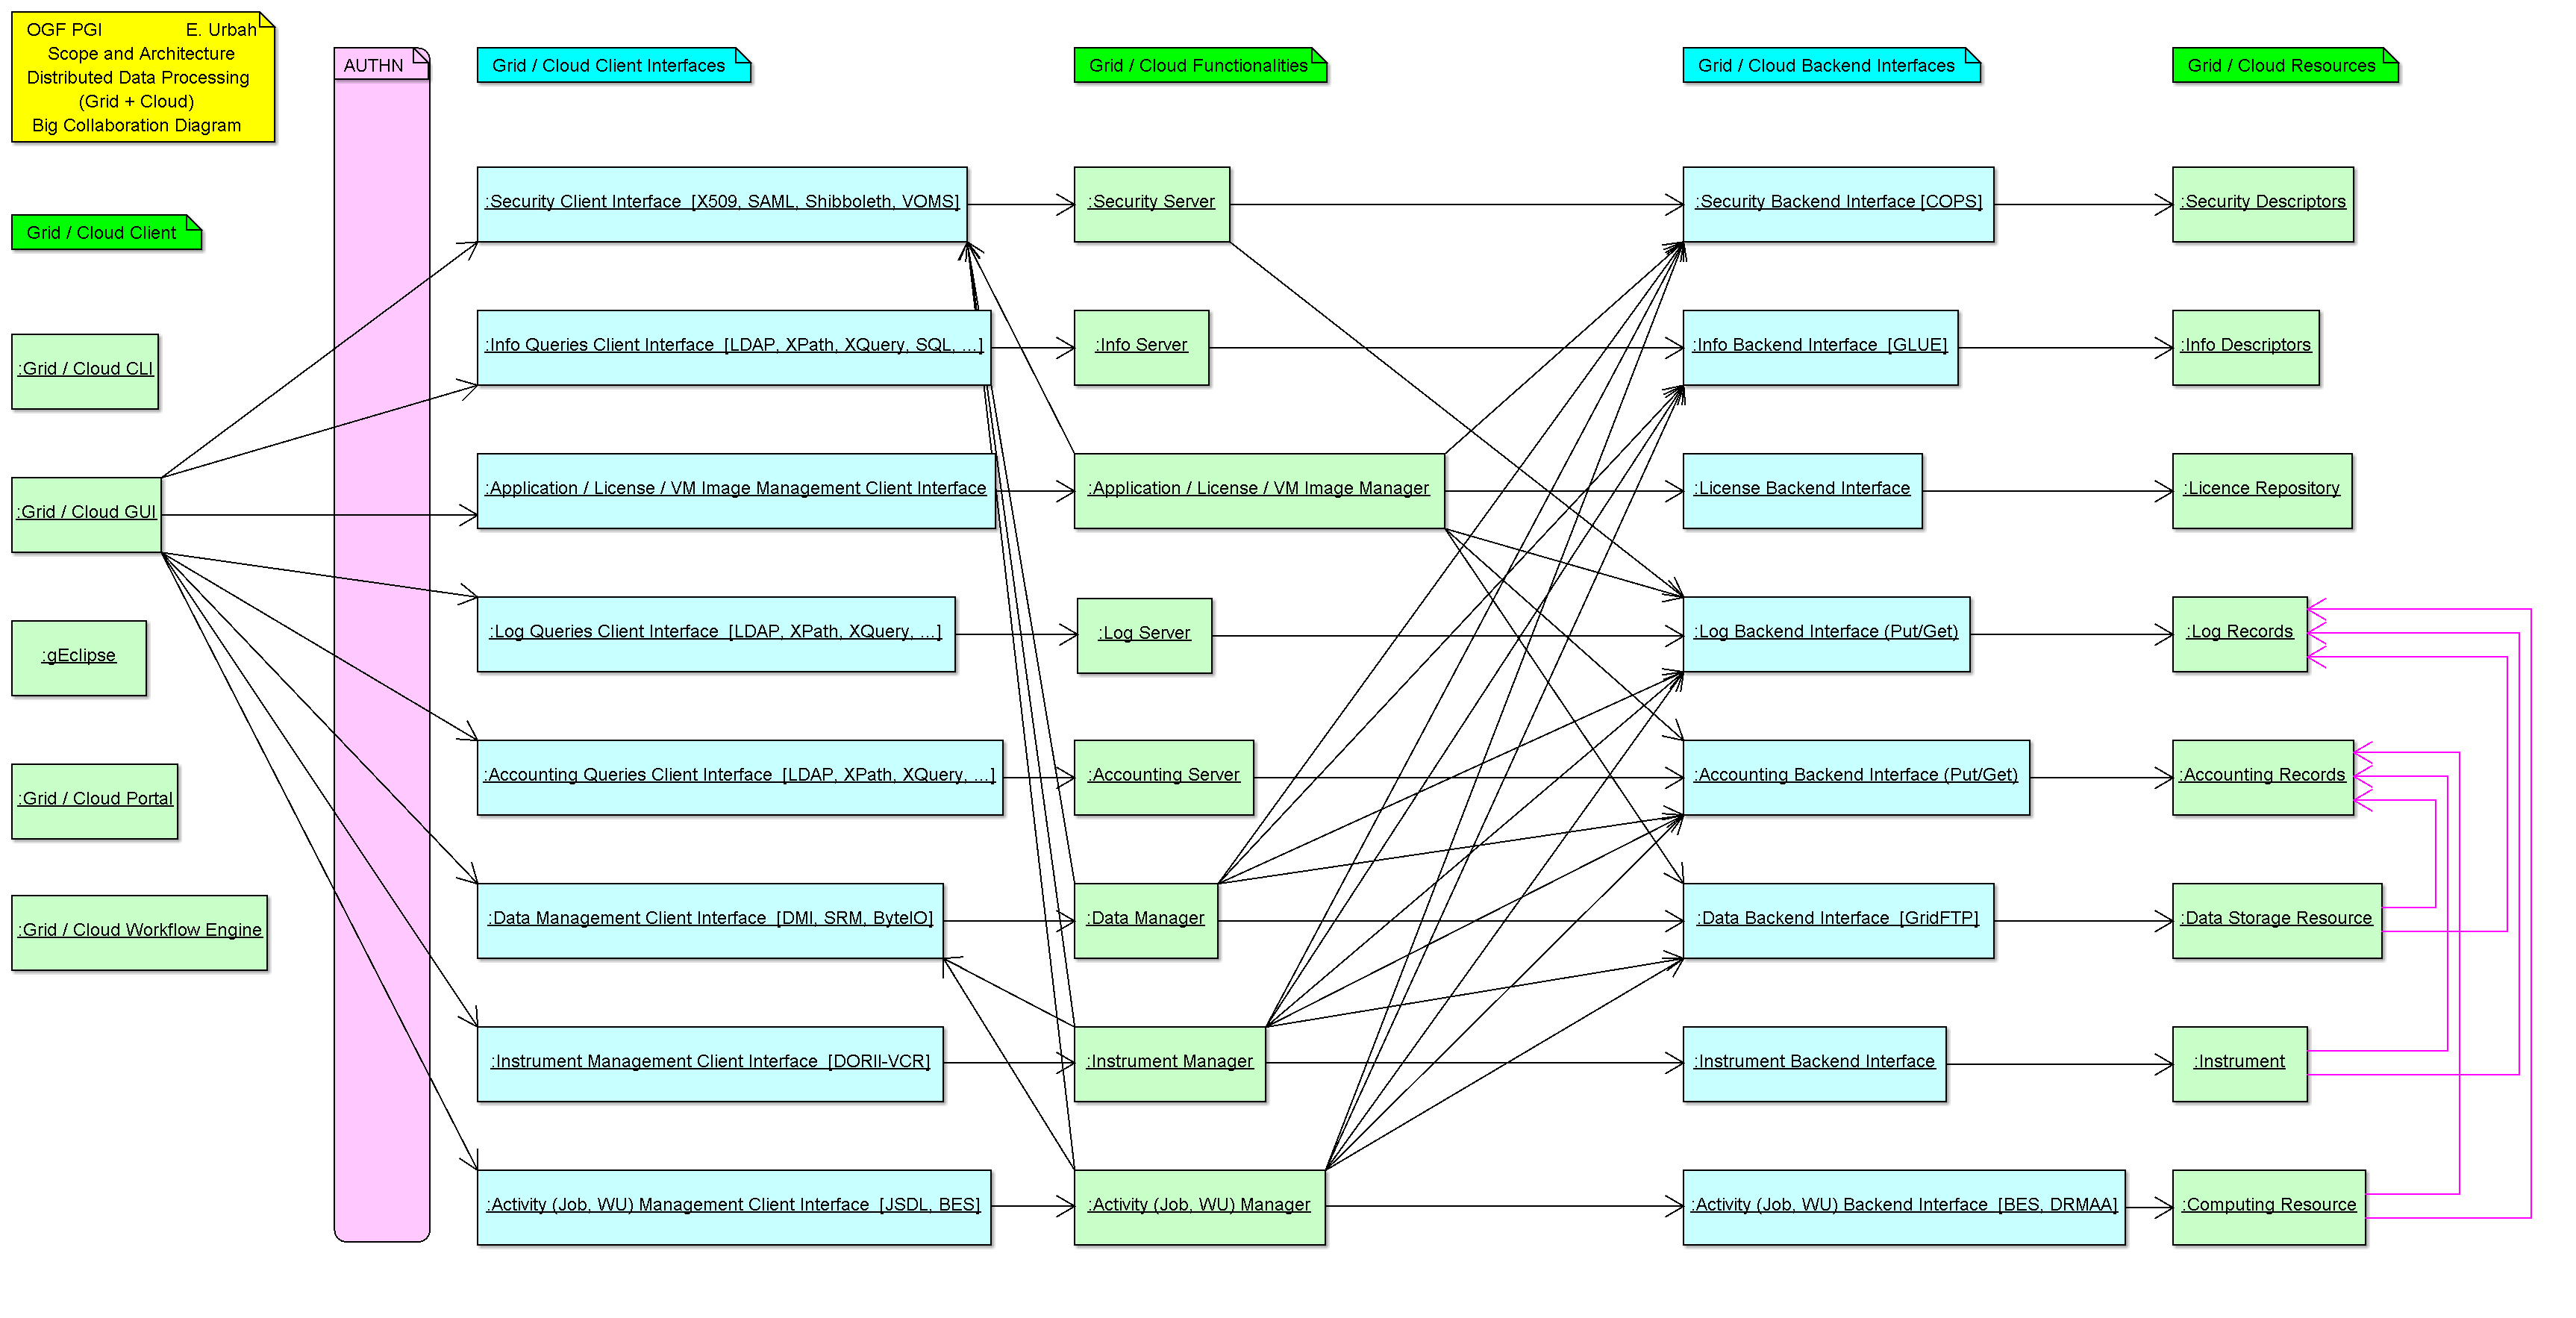 OGF PGI E. Urbah
Scope and Architecture
Distributed Data Processing
(Grid + Cloud)
Big Collaboration Diagram
Grid / Cloud Client
:Grid / Cloud CLI
:Grid / Cloud GUI
:gEclipse
:Grid / Cloud Portal
:Grid / Cloud Workflow Engine
AUTHN
Grid / Cloud Client Interfaces
:Security Client Interface [X509, SAML, Shibboleth, VOMS]
:Info Queries Client Interface [LDAP, XPath, XQuery, SQL, ...]
:Application / License / VM Image Management Client Interface
:Log Queries Client Interface [LDAP, XPath, XQuery, ...]
:Accounting Queries Client Interface [LDAP, XPath, XQuery, ...]
:Data Management Client Interface [DMI, SRM, ByteIO]
:Instrument Management Client Interface [DORII-VCR]
:Activity (Job, WU) Management Client Interface [JSDL, BES]
Grid / Cloud Functionalities
:Security Server
:Info Server
:Application / License / VM Image Manager
:Log Server
:Accounting Server
:Data Manager
:Instrument Manager
:Activity (Job, WU) Manager
Grid / Cloud Backend Interfaces
:Security Backend Interface [COPS]
:Info Backend Interface [GLUE]
:License Backend Interface
:Log Backend Interface (Put/Get)
:Accounting Backend Interface (Put/Get)
:Data Backend Interface [GridFTP]
:Instrument Backend Interface
:Activity (Job, WU) Backend Interface [BES, DRMAA]
Grid / Cloud Resources
:Security Descriptors
:Info Descriptors
:Licence Repository
:Log Records
:Accounting Records
:Data Storage Resource
:Instrument
:Computing Resource